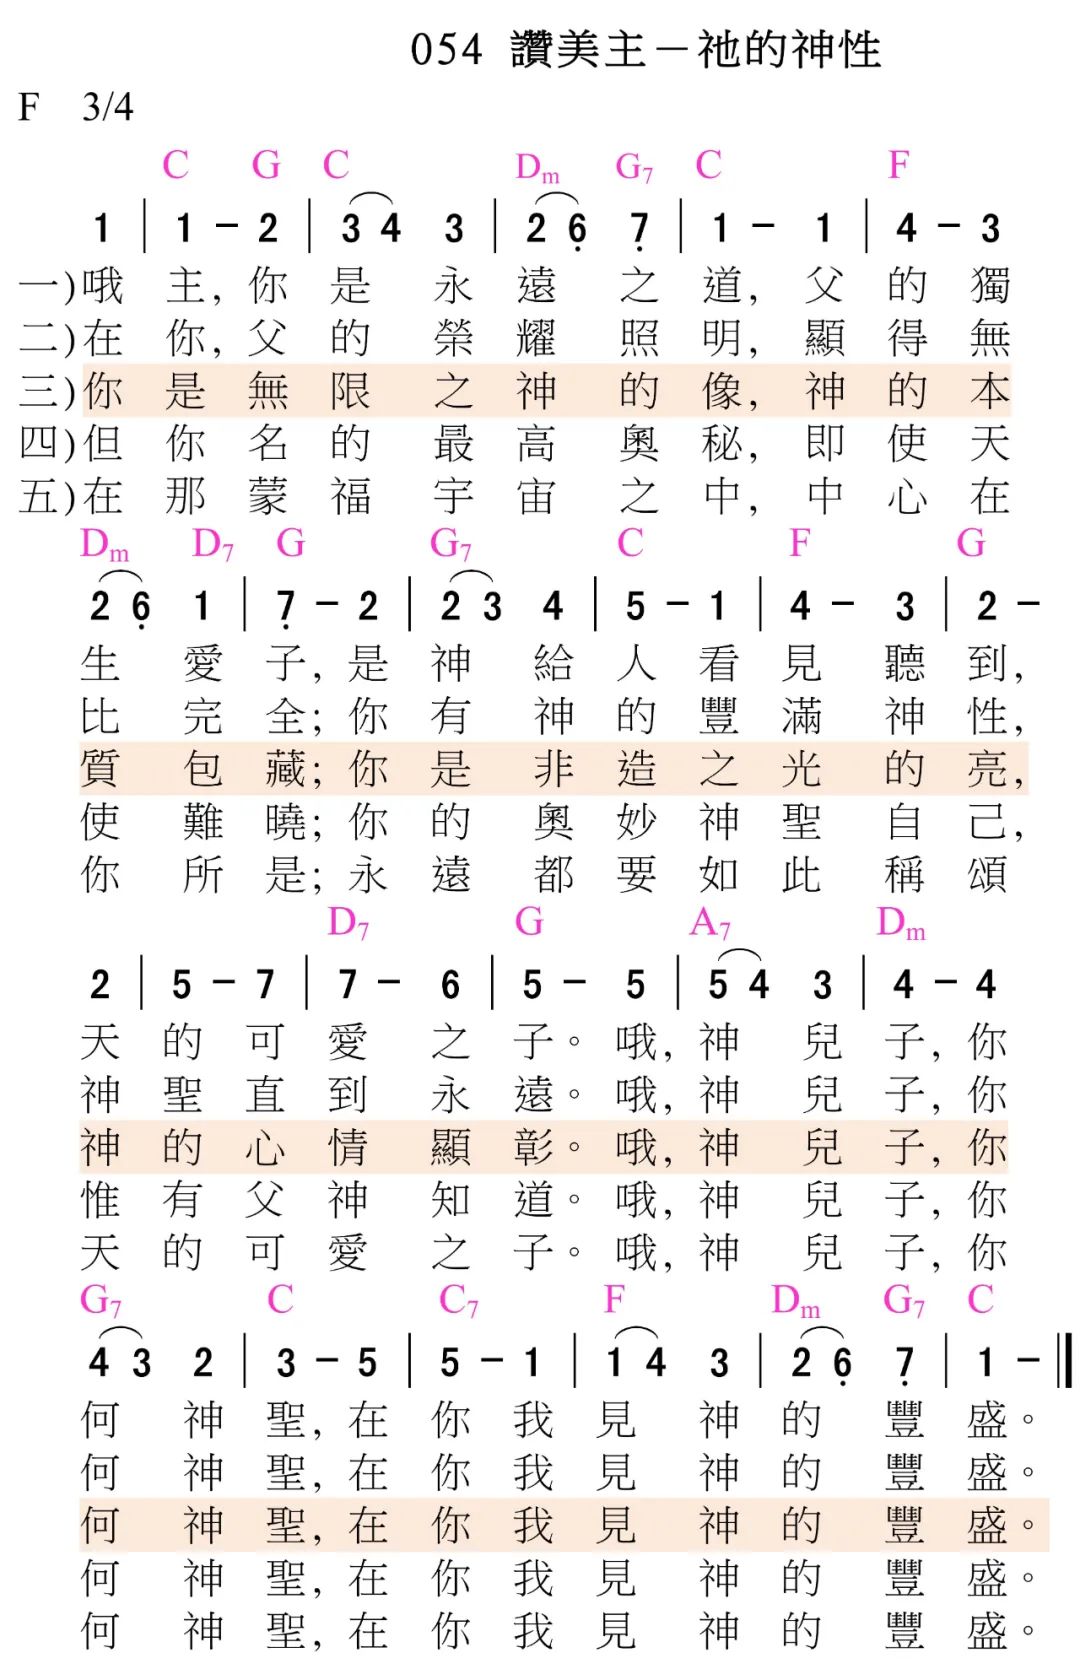 054 讚美主－祂的神性
F 3/4
C G C Dm G7 C F
1 | 1 - 2 | 3 4 3 | 2 6̣ 7̣ | 1 - 1 | 4 - 3
一)哦主,你是永遠之道,父的獨
二)在你,父的榮耀照明,顯得無
三)你是無限之神的像,神的本
四)但你名的最高奧秘,即使天
五)在那蒙福宇宙之中,中心在
Dm D7 G G7 C F G
2 6̣ 1 | 7̣ - 2 | 2 3 4 | 5 - 1 | 4 - 3 | 2 -
生愛子,是神給人看見聽到,
比完全;你有神的豐滿神性,
質包藏;你是非造之光的亮,
使難曉;你的奧妙神聖自己,
你所是;永遠都要如此稱頌
D7 G A7 Dm
2 | 5 - 7 | 7 - 6 | 5 - 5 | 5 4 3 | 4 - 4
天的可愛之子。哦,神兒子,你
神聖直到永遠。哦,神兒子,你
神的心情顯彰。哦,神兒子,你
惟有父神知道。哦,神兒子,你
天的可愛之子。哦,神兒子,你
G7 C C7 F Dm G7 C
4 3 2 | 3 - 5 | 5 - 1 | 1 4 3 | 2 6̣ 7̣ | 1 - ‖
何神聖,在你我見神的豐盛。
何神聖,在你我見神的豐盛。
何神聖,在你我見神的豐盛。
何神聖,在你我見神的豐盛。
何神聖,在你我見神的豐盛。